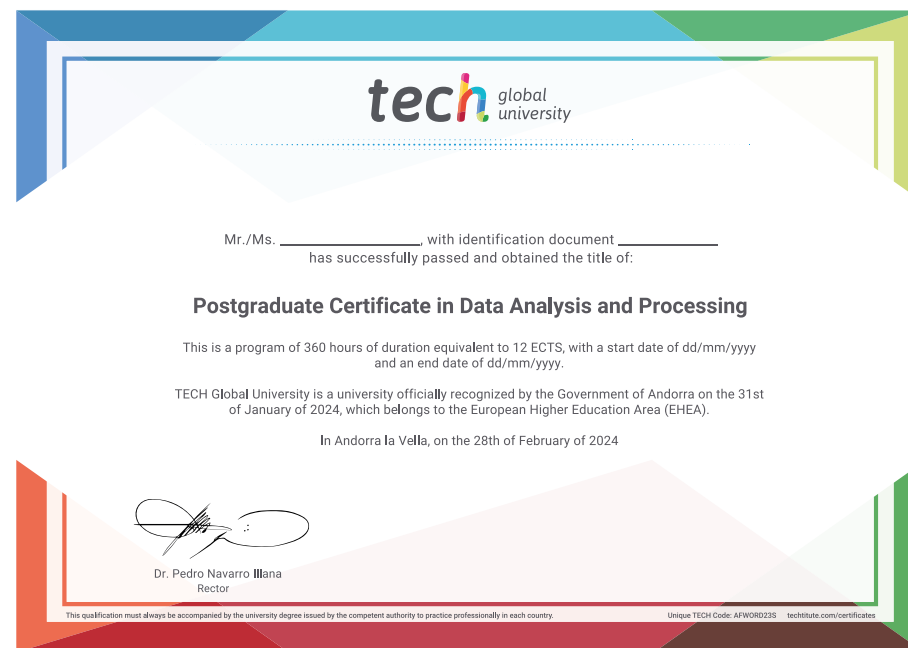 tech global university
Mr./Ms. ____________________, with identification document ______________
has successfully passed and obtained the title of:
Postgraduate Certificate in Data Analysis and Processing
This is a program of 360 hours of duration equivalent to 12 ECTS, with a start date of dd/mm/yyyy
and an end date of dd/mm/yyyy.
TECH Global University is a university officially recognized by the Government of Andorra on the 31st
of January of 2024, which belongs to the European Higher Education Area (EHEA).
In Andorra la Vella, on the 28th of February of 2024
Dr. Pedro Navarro Illana
Rector
This qualification must always be accompanied by the university degree issued by the competent authority to practice professionally in each country.
Unique TECH Code: AFWORD23S techtitute.com/certificates